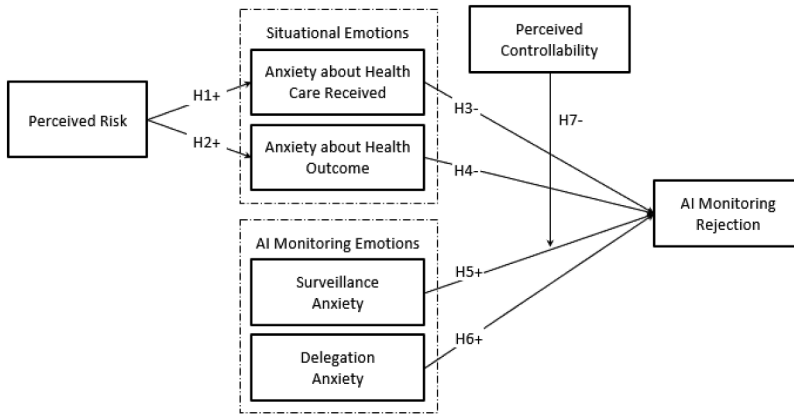 Situational Emotions
Perceived
Controllability
Anxiety about Health
Care Received
Perceived Risk
H1+
H2+
H3-
H7-
Anxiety about Health
Outcome
H4-
AI Monitoring
Rejection
AI Monitoring Emotions
Surveillance
Anxiety
H5+
Delegation
Anxiety
H6+